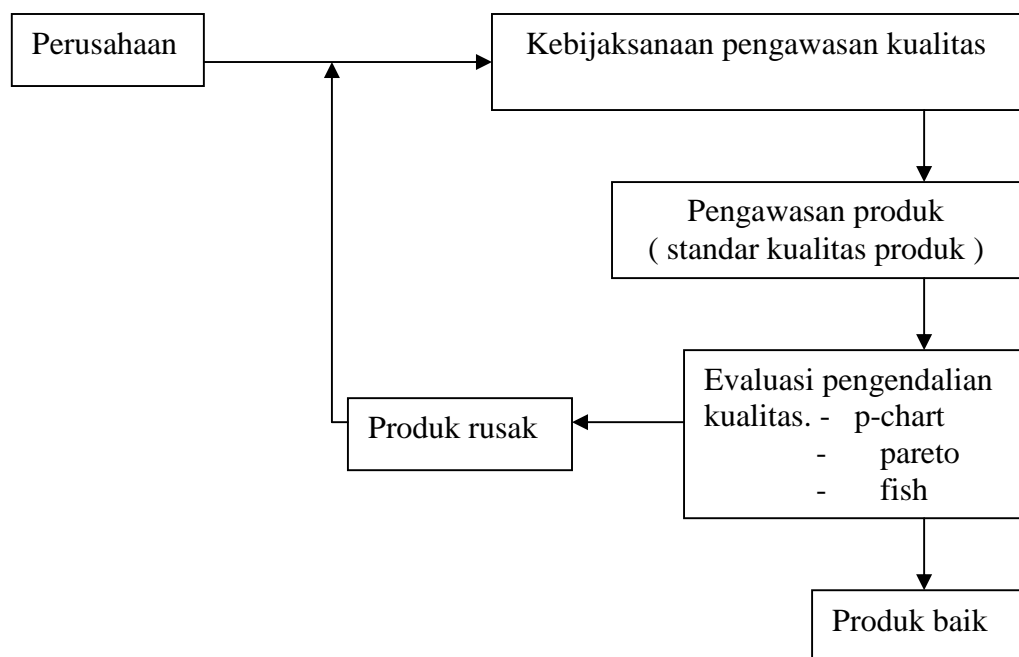 Perusahaan
Kebijaksanaan pengawasan kualitas
Pengawasan produk
( standar kualitas produk )
Evaluasi pengendalian
kualitas. - p-chart
- pareto
- fish
Produk rusak
Produk baik